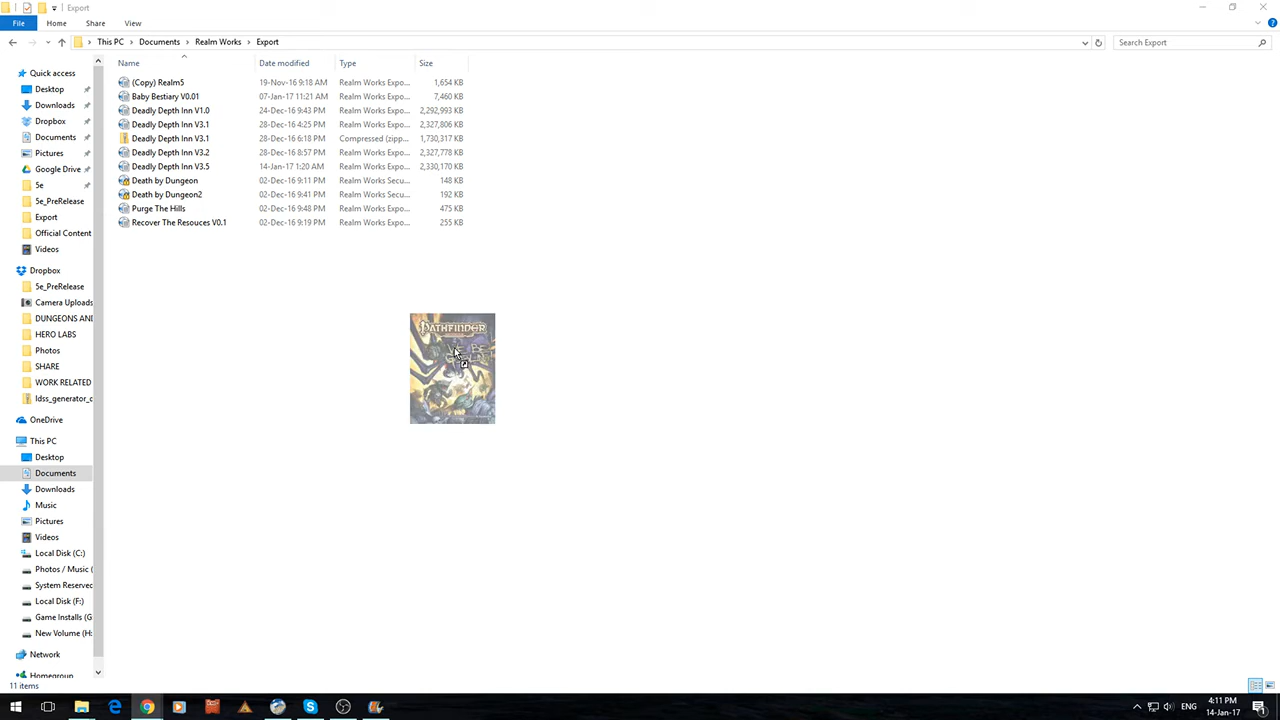 Export
File Home Share View
This PC Documents Realm Works Export Search Export
Name Date modified Type Size
(Copy) Realm5 19-Nov-16 9:18 AM Realm Works Expo... 1,654 KB
Baby Bestiary V0.01 07-Jan-17 11:21 AM Realm Works Expo... 7,460 KB
Deadly Depth Inn V1.0 24-Dec-16 9:43 PM Realm Works Expo... 2,292,993 KB
Deadly Depth Inn V3.1 28-Dec-16 4:25 PM Realm Works Expo... 2,327,806 KB
Deadly Depth Inn V3.1 28-Dec-16 6:18 PM Compressed (zipp... 1,730,317 KB
Deadly Depth Inn V3.2 28-Dec-16 8:57 PM Realm Works Expo... 2,327,778 KB
Deadly Depth Inn V3.5 14-Jan-17 1:20 AM Realm Works Expo... 2,330,170 KB
Death by Dungeon 02-Dec-16 9:11 PM Realm Works Secu... 148 KB
Death by Dungeon2 02-Dec-16 9:41 PM Realm Works Secu... 192 KB
Purge The Hills 02-Dec-16 9:48 PM Realm Works Expo... 475 KB
Recover The Resouces V0.1 02-Dec-16 9:19 PM Realm Works Expo... 255 KB
Quick access
Desktop
Downloads
Dropbox
Documents
Pictures
Google Drive
5e
5e_PreRelease
Export
Official Content
Videos
Dropbox
5e_PreRelease
Camera Uploads
DUNGEONS AND
HERO LABS
Photos
SHARE
WORK RELATED
ldss_generator_c
OneDrive
This PC
Desktop
Documents
Downloads
Music
Pictures
Videos
Local Disk (C:)
Photos / Music (
System Reserved
Local Disk (F:)
Game Installs (G
New Volume (H:
Network
Homegroup
PATHFINDER
11 items
ENG 4:11 PM
14-Jan-17